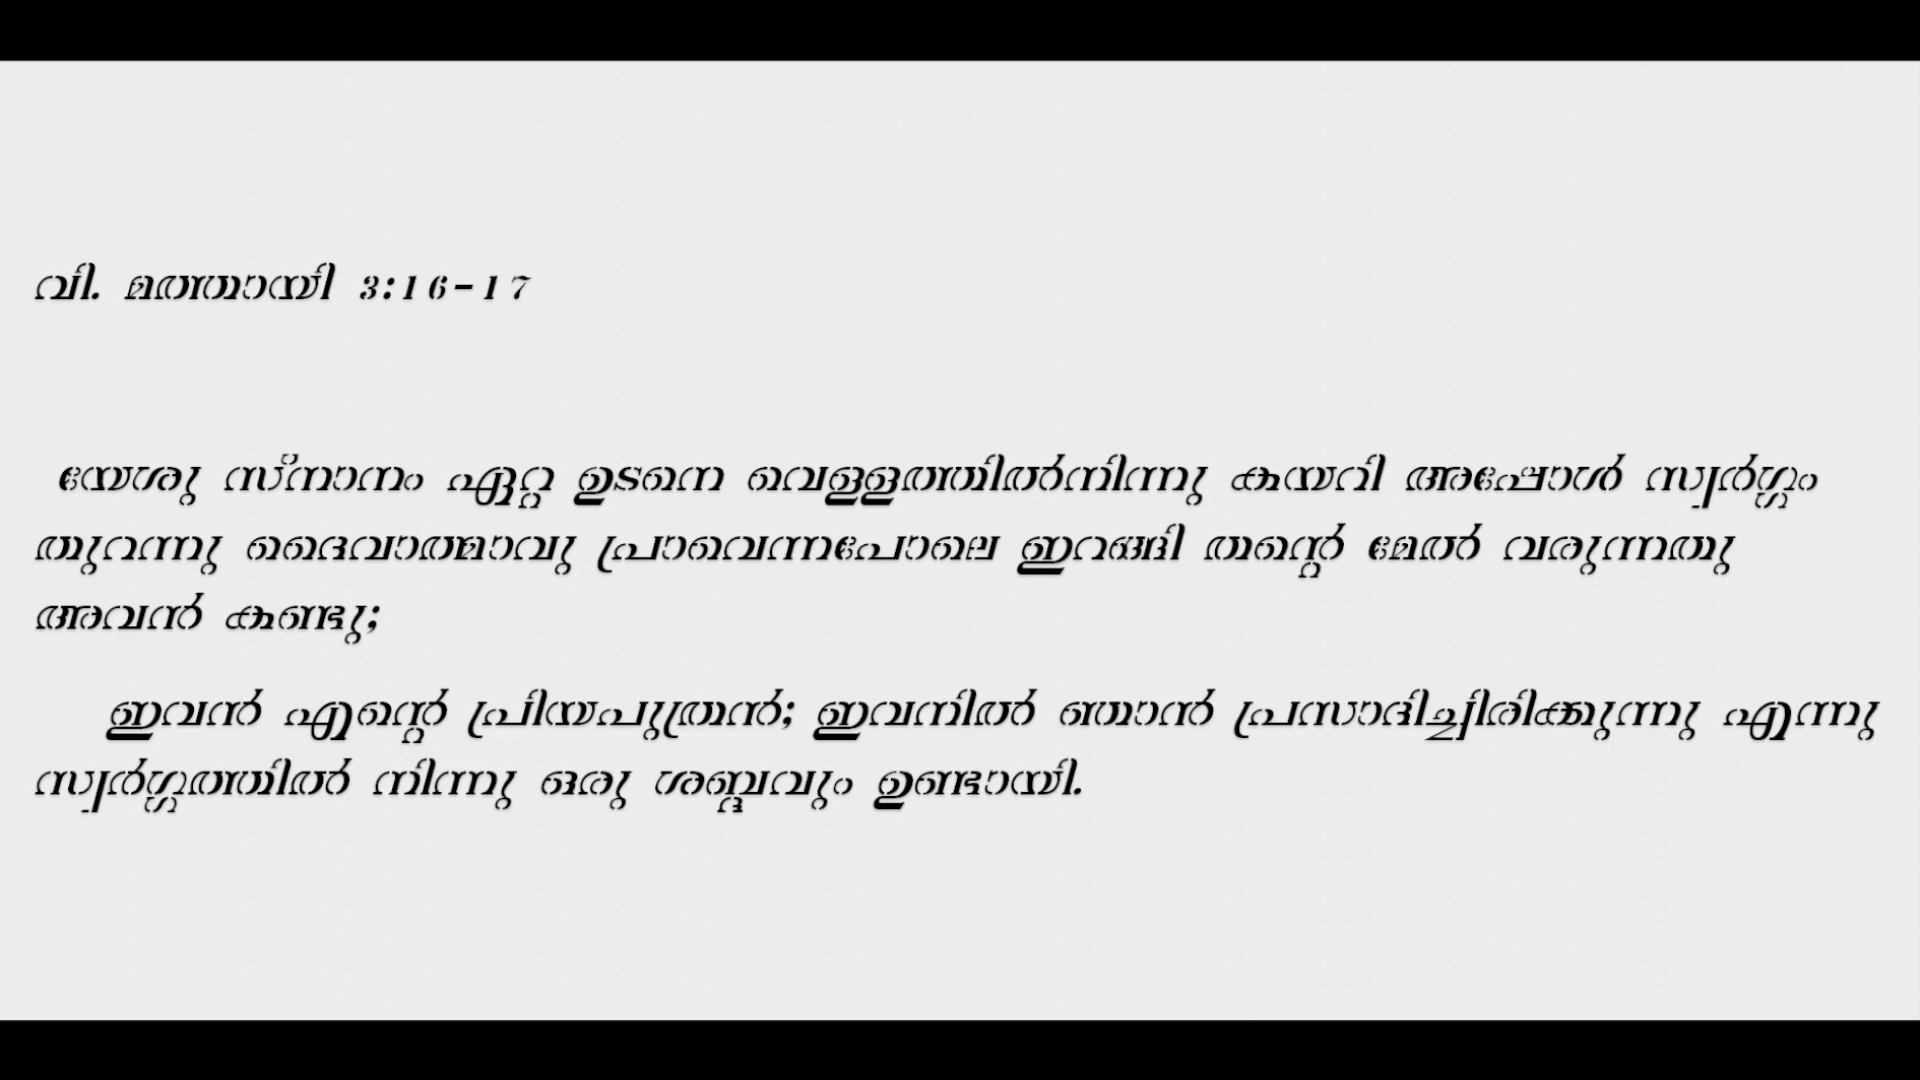 വി. മത്തായി 3:16-17
യേശു സ്നാനം ഏറ്റ ഉടനെ വെള്ളത്തിൽനിന്നു കയറി അപ്പോൾ സ്വർഗ്ഗം
തുറന്നു ദൈവാത്മാവു പ്രാവെന്നപോലെ ഇറങ്ങി തന്റെ മേൽ വരുന്നതു
അവൻ കണ്ടു;
ഇവൻ എന്റെ പ്രിയപുത്രൻ; ഇവനിൽ ഞാൻ പ്രസാദിച്ചിരിക്കുന്നു എന്നു
സ്വർഗ്ഗത്തിൽ നിന്നു ഒരു ശബ്ദവും ഉണ്ടായി.